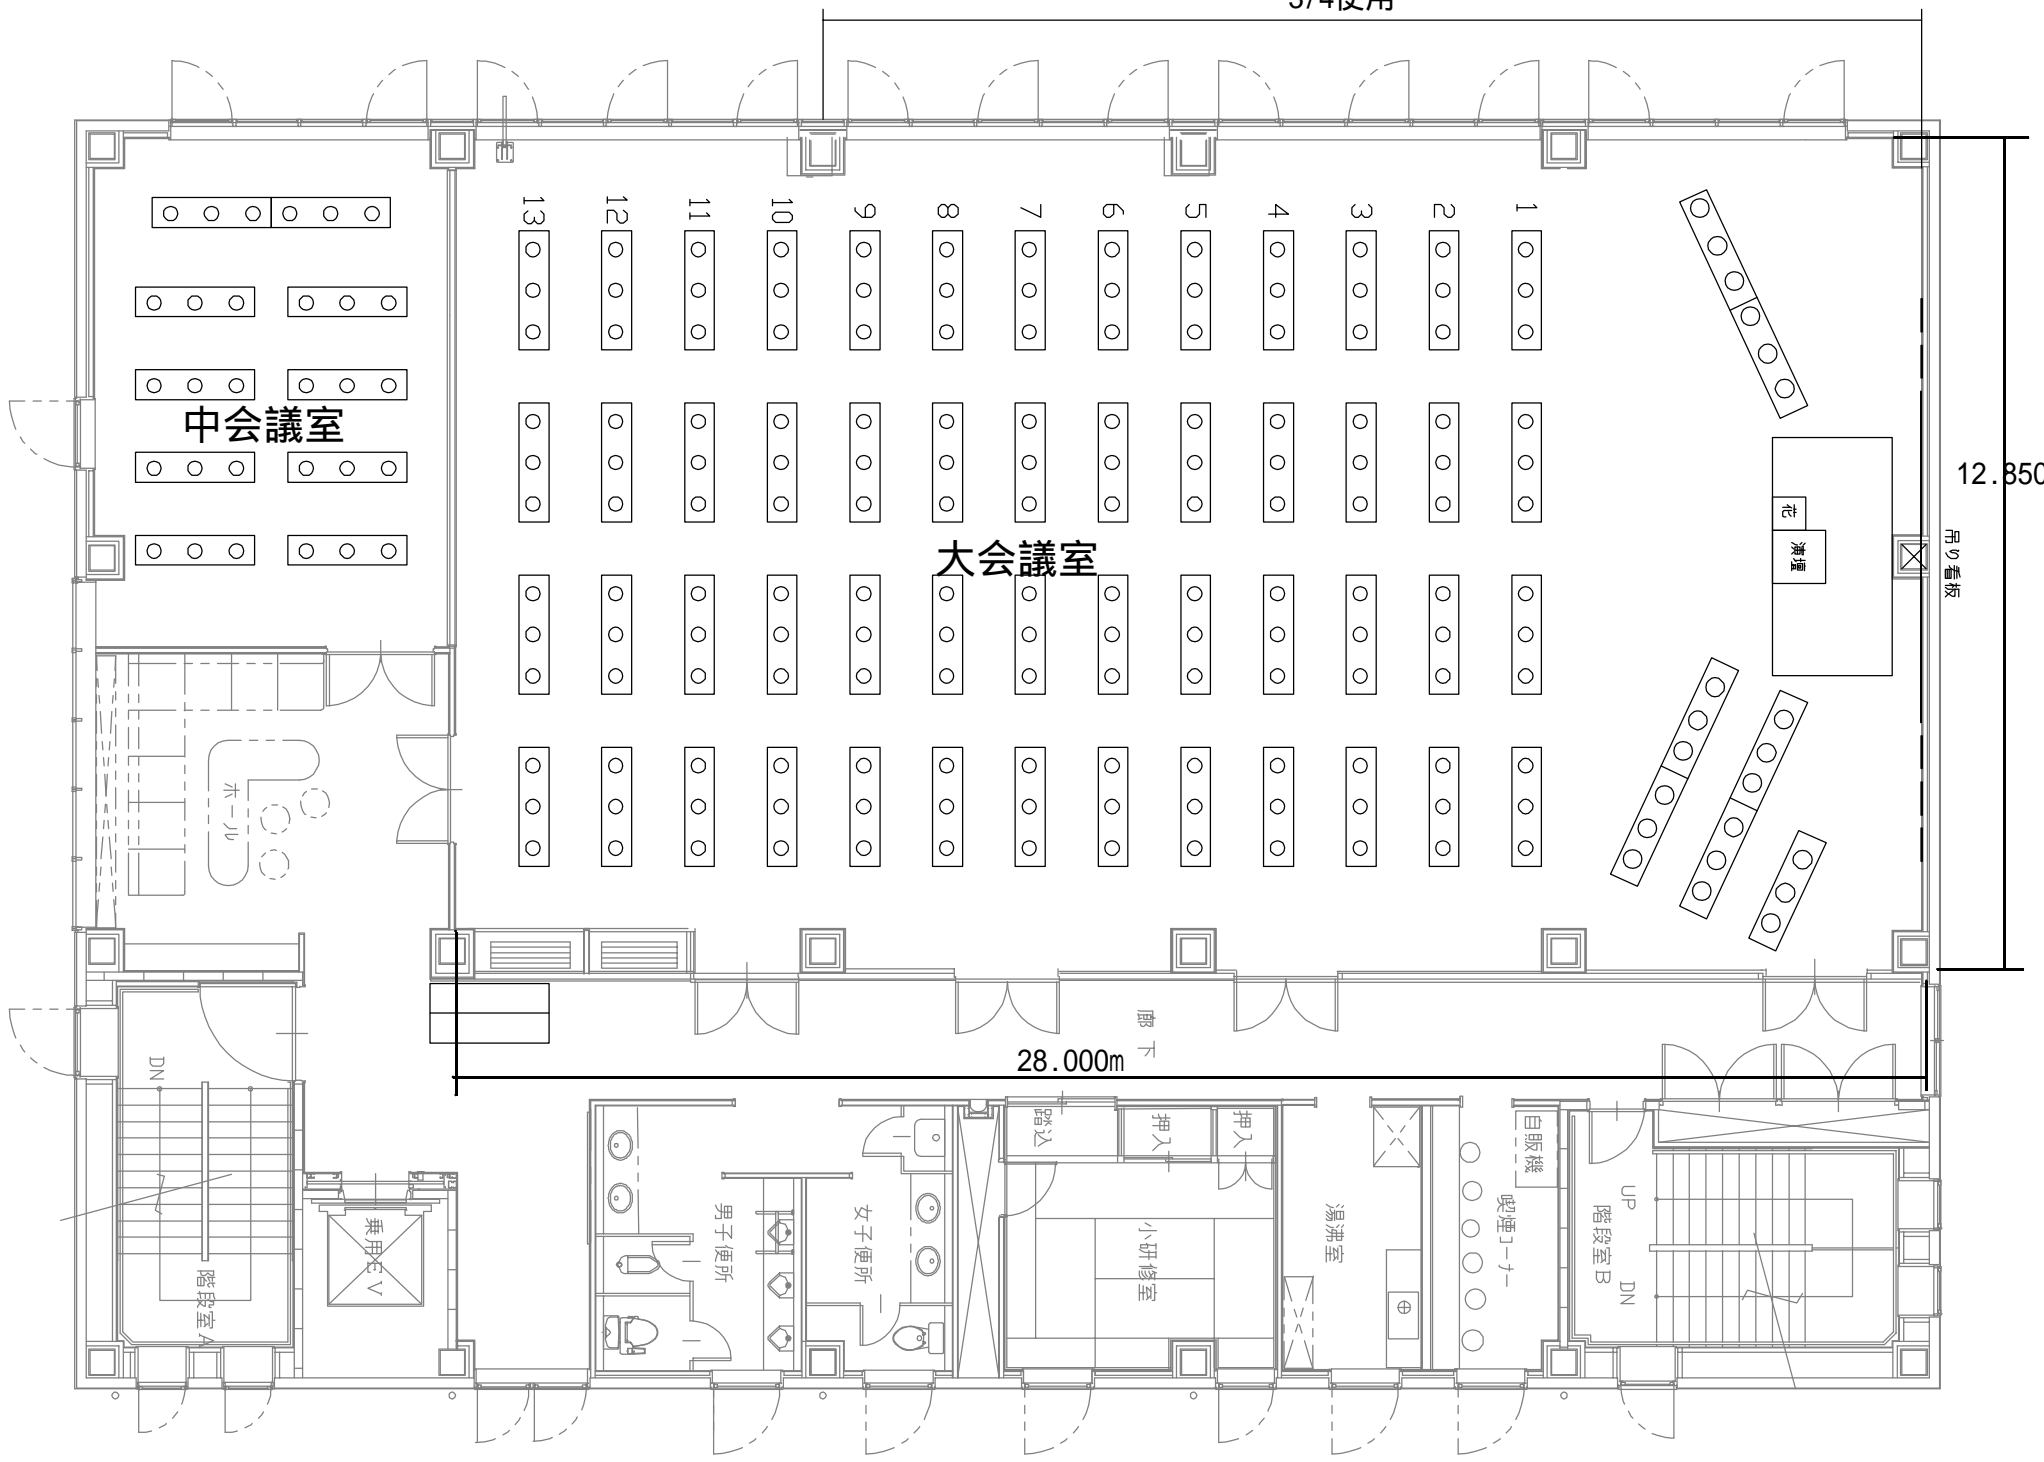 3/4使用
13 12 11 10 9 8 7 6 5 4 3 2 1
中会議室
大会議室
12.850
花
演壇
吊り看板
ホール
廊下
28.000m
DN
階段室A
乗用EV
男子便所
女子便所
踏込
押入
押入
小研修室
湯沸室
自販機
喫煙コーナー
UP
階段室B
DN